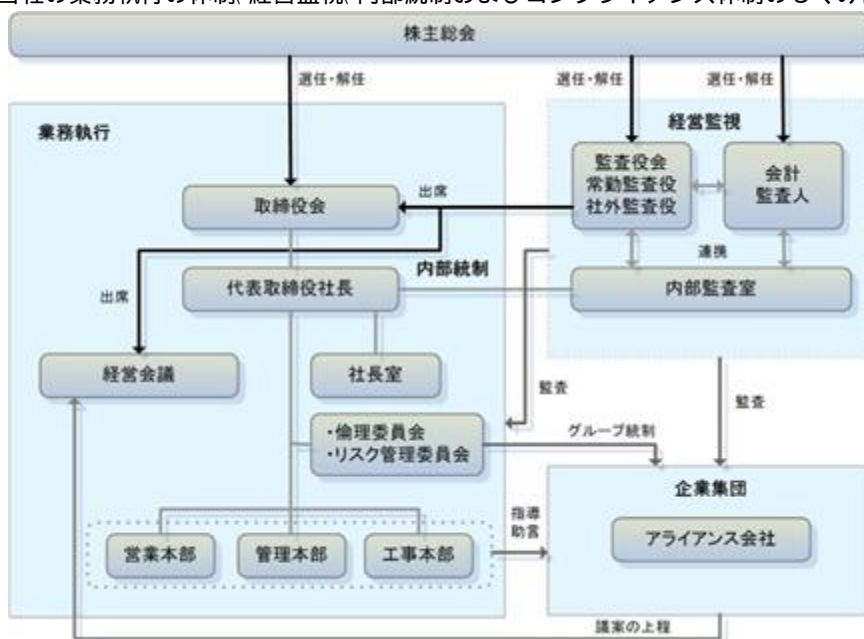 株主総会
選任・解任
選任・解任
選任・解任
業務執行
経営監視
監査役会
常勤監査役
社外監査役
会計
監査人
取締役会
出席
連携
内部統制
代表取締役社長
内部監査室
出席
経営会議
社長室
監査
監査
・倫理委員会
・リスク管理委員会
グループ統制
企業集団
指導
助言
アライアンス会社
営業本部
管理本部
工事本部
議案の上程